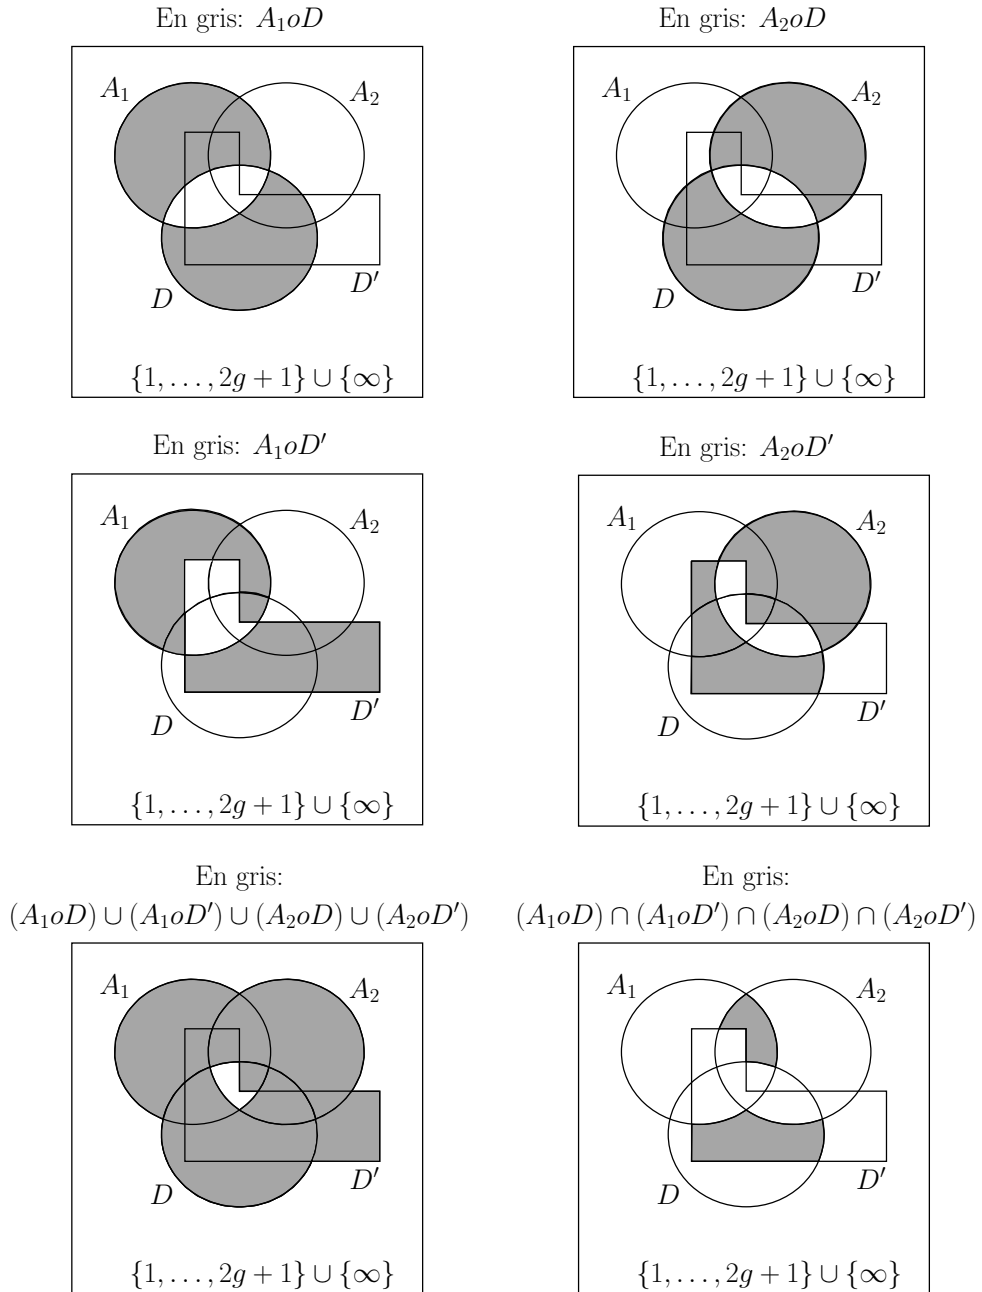 En gris: A₁oD
En gris: A₂oD
A₁
A₂
D
D′
{1, . . . , 2g + 1} ∪ {∞}
A₁
A₂
D
D′
{1, . . . , 2g + 1} ∪ {∞}
En gris: A₁oD′
En gris: A₂oD′
A₁
A₂
D
D′
{1, . . . , 2g + 1} ∪ {∞}
A₁
A₂
D
D′
{1, . . . , 2g + 1} ∪ {∞}
En gris:
(A₁oD) ∪ (A₁oD′) ∪ (A₂oD) ∪ (A₂oD′)
En gris:
(A₁oD) ∩ (A₁oD′) ∩ (A₂oD) ∩ (A₂oD′)
A₁
A₂
D
D′
{1, . . . , 2g + 1} ∪ {∞}
A₁
A₂
D
D′
{1, . . . , 2g + 1} ∪ {∞}